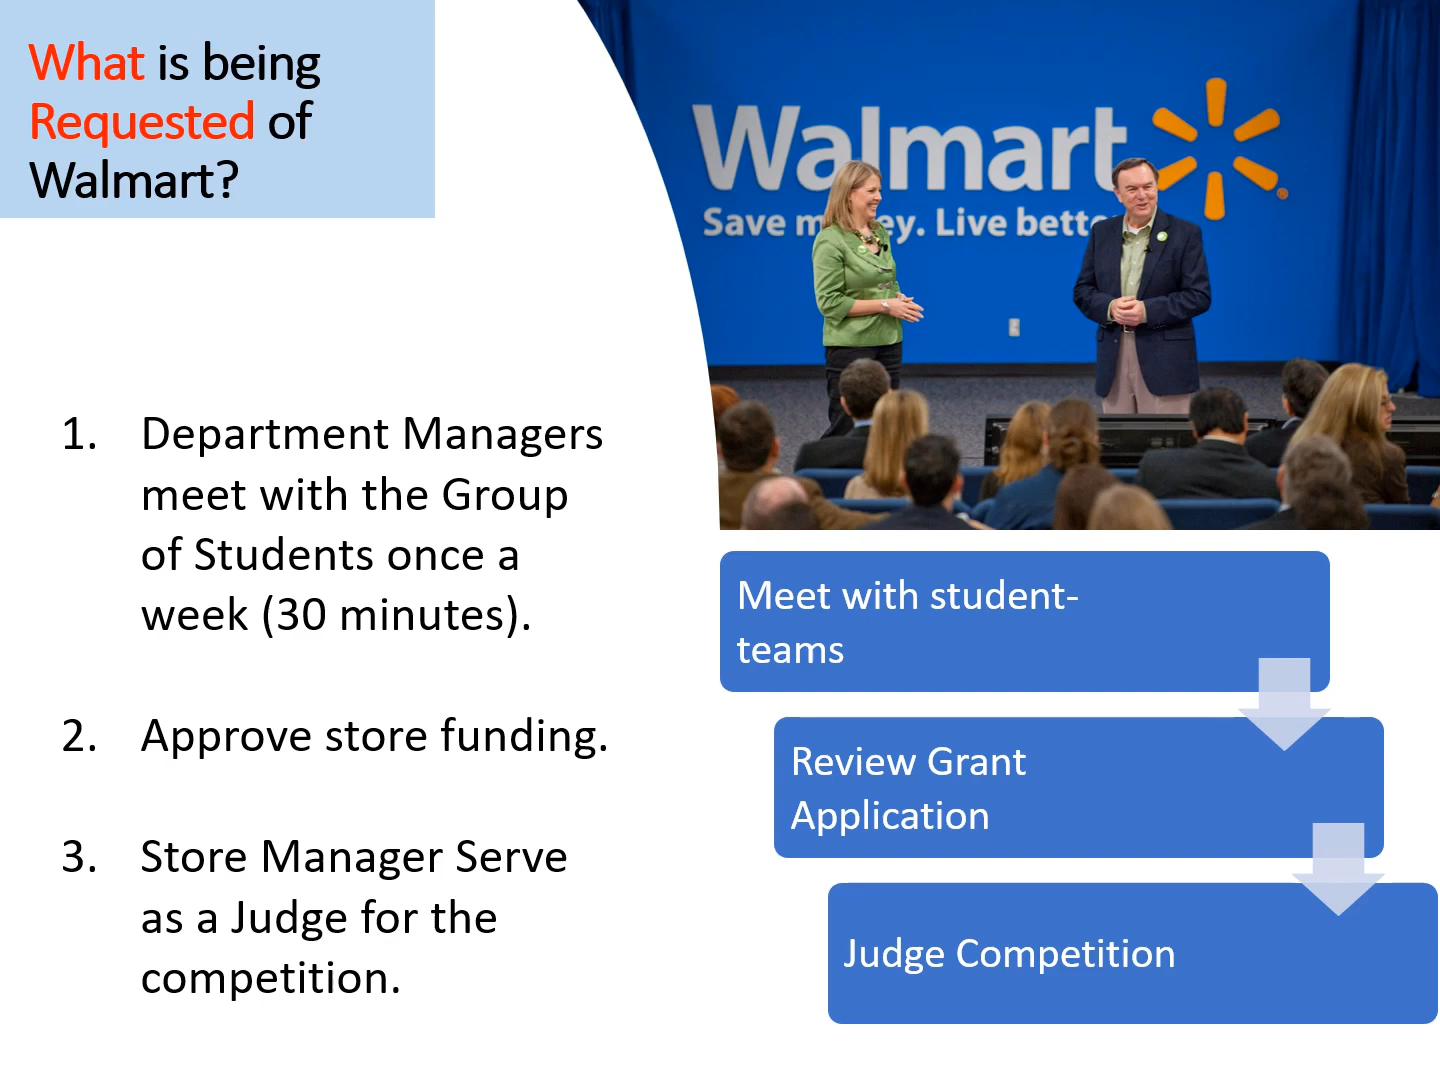 What is being
Requested of
Walmart?
Walmart
Save money. Live better.
1. Department Managers
meet with the Group
of Students once a
week (30 minutes).
2. Approve store funding.
3. Store Manager Serve
as a Judge for the
competition.
Meet with student-
teams
Review Grant
Application
Judge Competition